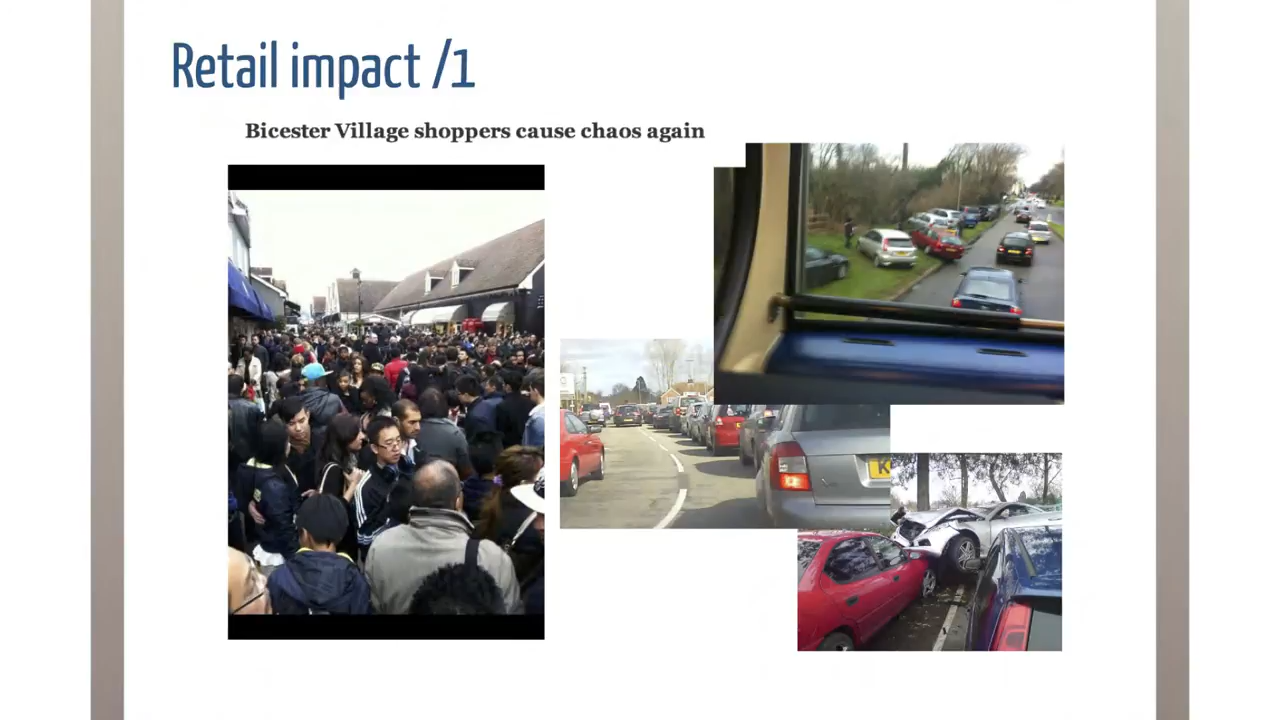 Retail impact /1
Bicester Village shoppers cause chaos again
K